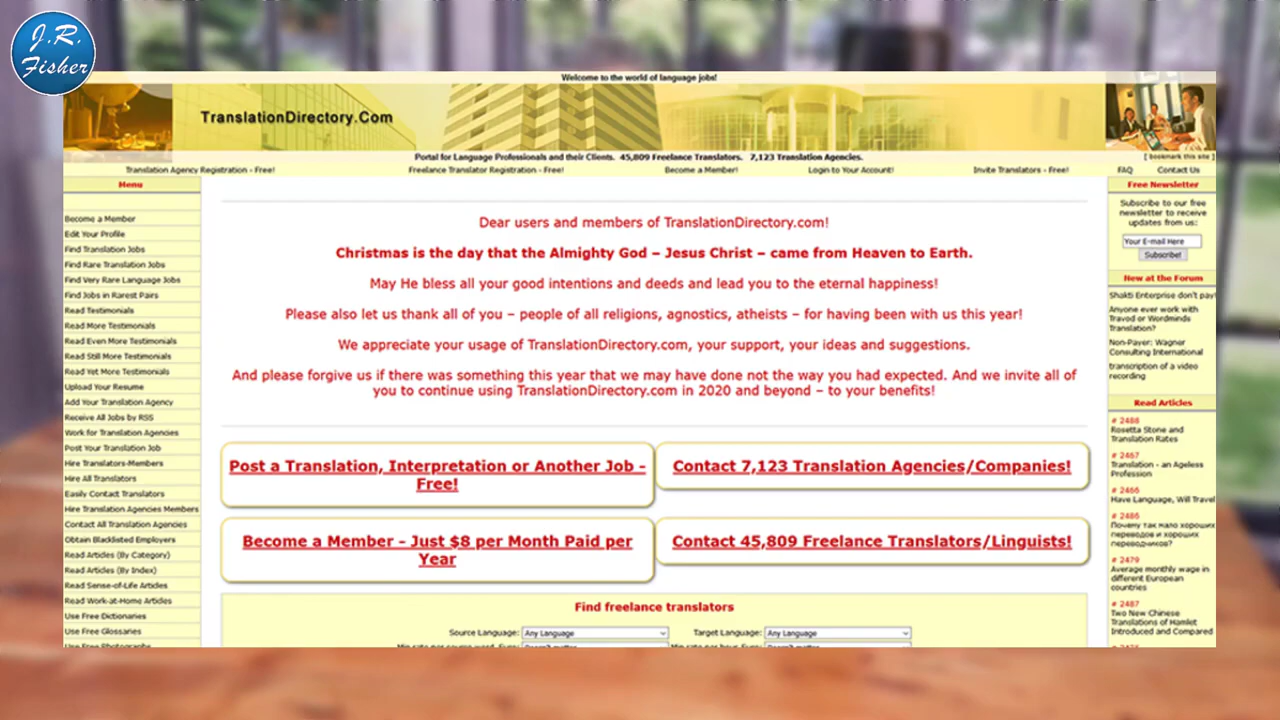 J.R.
Fisher
Welcome to the world of language jobs!
TranslationDirectory.Com
Portal for Language Professionals and their Clients. 45,809 Freelance Translators. 7,123 Translation Agencies.
[ bookmark this site ]
Translation Agency Registration - Free! Freelance Translator Registration - Free! Become a Member! Login to Your Account! Invite Translators - Free! FAQ Contact Us
Menu
Become a Member
Edit Your Profile
Find Translation Jobs
Find Rare Translation Jobs
Find Very Rare Language Jobs
Find Jobs in Rarest Pairs
Read Testimonials
Read More Testimonials
Read Even More Testimonials
Read Still More Testimonials
Read Yet More Testimonials
Upload Your Resume
Add Your Translation Agency
Receive All Jobs by RSS
Work for Translation Agencies
Post Your Translation Job
Hire Translators-Members
Hire All Translators
Easily Contact Translators
Hire Translation Agencies Members
Contact All Translation Agencies
Obtain Blacklisted Employers
Read Articles (By Category)
Read Articles (By Index)
Read Sense-of-Life Articles
Read Work-at-Home Articles
Use Free Dictionaries
Use Free Glossaries
Dear users and members of TranslationDirectory.com!
Christmas is the day that the Almighty God – Jesus Christ – came from Heaven to Earth.
May He bless all your good intentions and deeds and lead you to the eternal happiness!
Please also let us thank all of you – people of all religions, agnostics, atheists – for having been with us this year!
We appreciate your usage of TranslationDirectory.com, your support, your ideas and suggestions.
And please forgive us if there was something this year that we may have done not the way you had expected. And we invite all of
you to continue using TranslationDirectory.com in 2020 and beyond – to your benefits!
Post a Translation, Interpretation or Another Job -
Free!
Contact 7,123 Translation Agencies/Companies!
Become a Member - Just $8 per Month Paid per
Year
Contact 45,809 Freelance Translators/Linguists!
Find freelance translators
Source Language: Any Language Target Language: Any Language
Free Newsletter
Subscribe to our free
newsletter to receive
updates from us:
Your E-mail Here
Subscribe!
New at the Forum
Shakti Enterprise don't pay!
Anyone ever work with
Travod or Wordminds
Translation?
Non-Payer: Wagner
Consulting International
transcription of a video
recording
Read Articles
# 2488
Rosetta Stone and
Translation Rates
# 2467
Translation - an Ageless
Profession
# 2466
Have Language, Will Travel
# 2486
Почему так мало хороших
переводов и хороших
переводчиков?
# 2479
Average monthly wage in
different European
countries
# 2487
Two New Chinese
Translations of Hamlet
Introduced and Compared